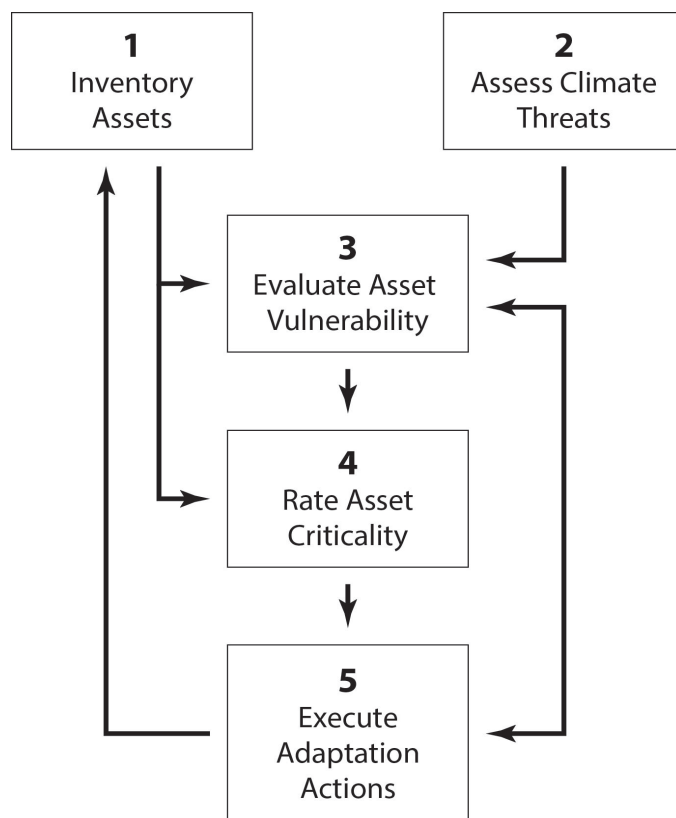 1
Inventory
Assets
2
Assess Climate
Threats
3
Evaluate Asset
Vulnerability
4
Rate Asset
Criticality
5
Execute
Adaptation
Actions